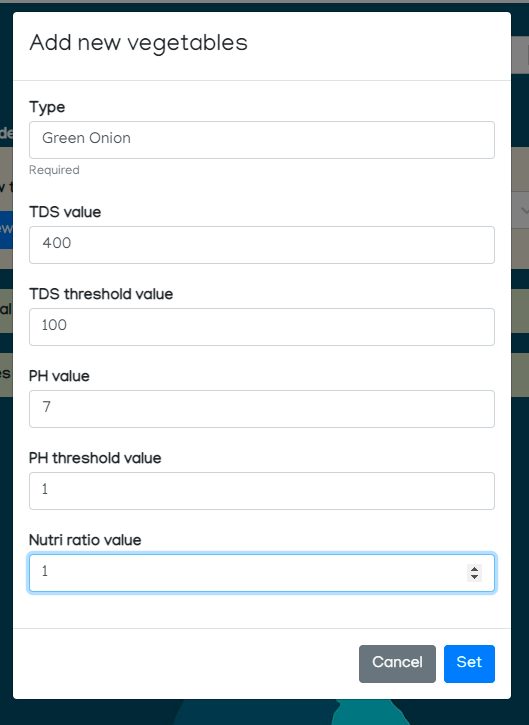 Add new vegetables
Type
Green Onion
Required
TDS value
400
TDS threshold value
100
PH value
7
PH threshold value
1
Nutri ratio value
1
Cancel Set